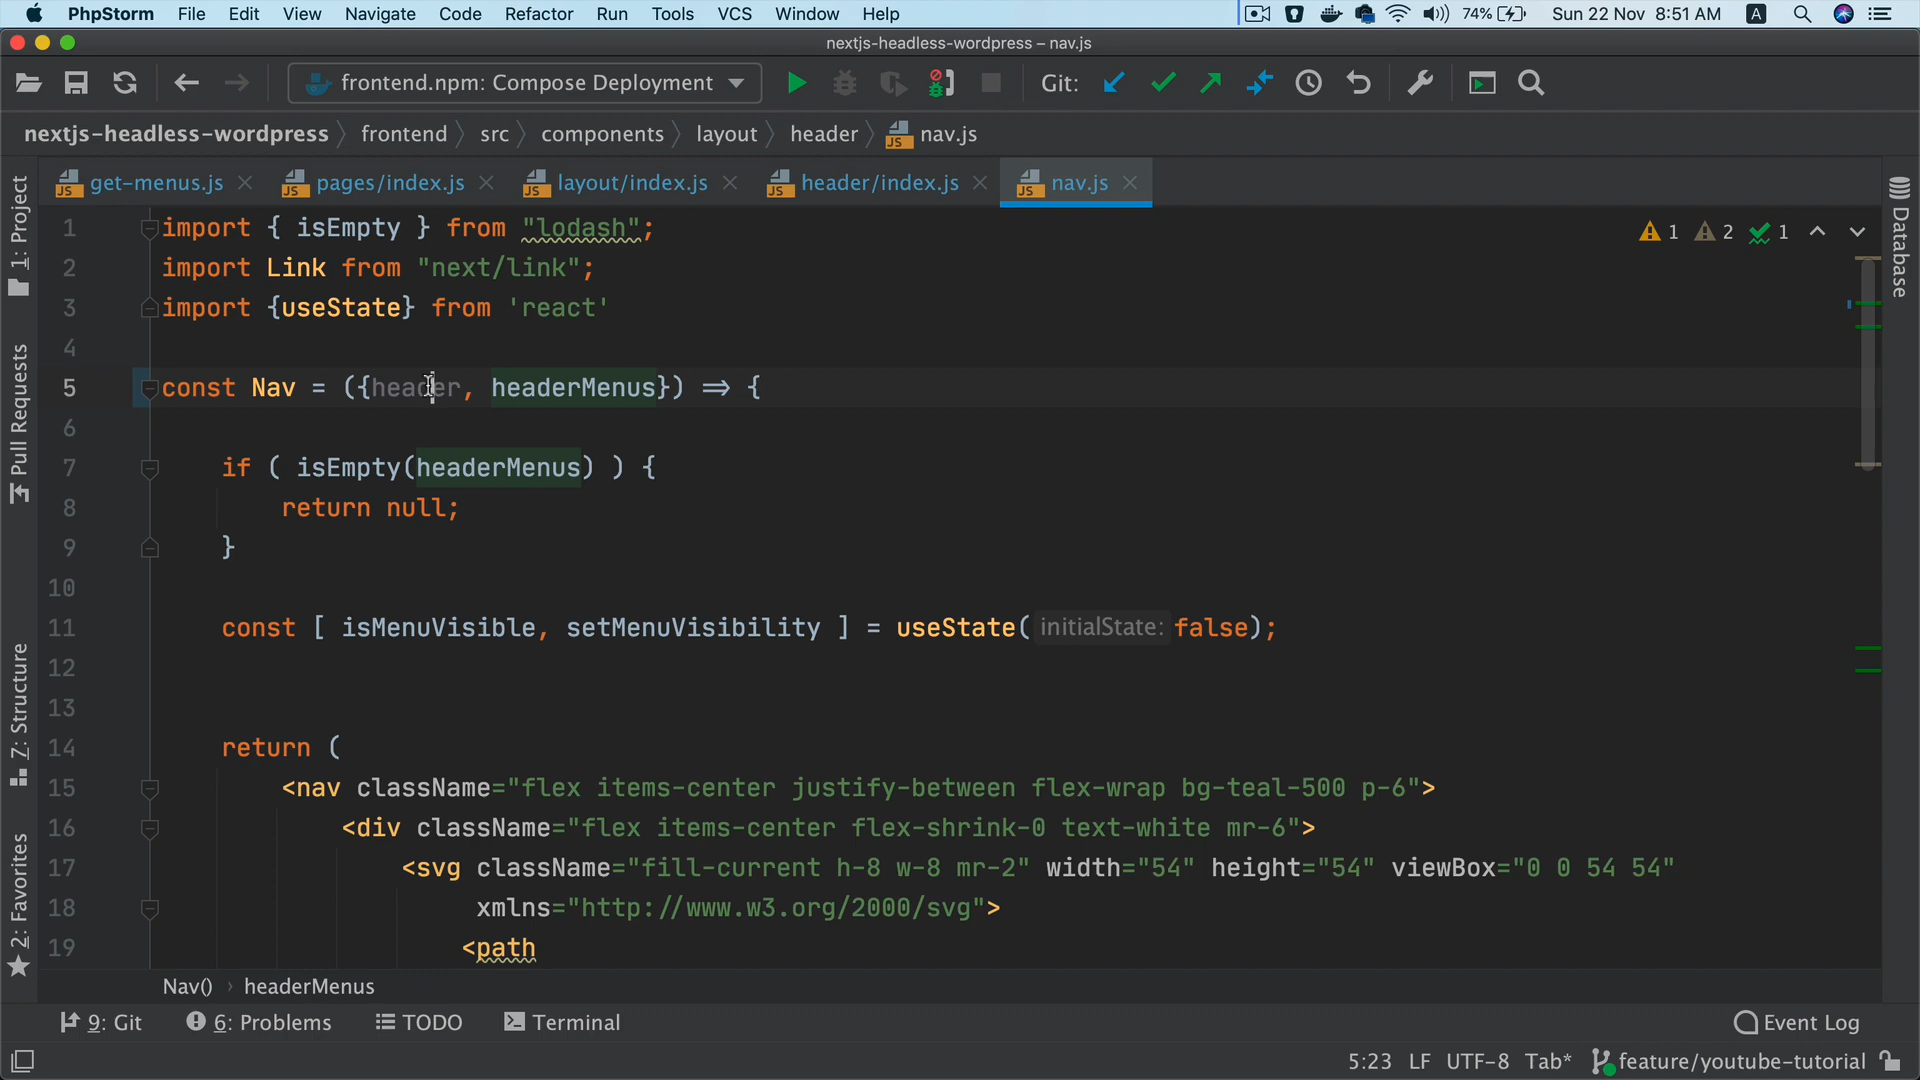 PhpStorm File Edit View Navigate Code Refactor Run Tools VCS Window Help 74% Sun 22 Nov 8:51 AM A
nextjs-headless-wordpress – nav.js
frontend.npm: Compose Deployment Git:
nextjs-headless-wordpress frontend src components layout header nav.js
get-menus.js pages/index.js layout/index.js header/index.js nav.js
1 import { isEmpty } from "lodash";
2 import Link from "next/link";
3 import {useState} from 'react'
4
5 const Nav = ({header, headerMenus}) => {
6
7 if ( isEmpty(headerMenus) ) {
8 return null;
9 }
10
11 const [ isMenuVisible, setMenuVisibility ] = useState( initialState: false);
12
13
14 return (
15 <nav className="flex items-center justify-between flex-wrap bg-teal-500 p-6">
16 <div className="flex items-center flex-shrink-0 text-white mr-6">
17 <svg className="fill-current h-8 w-8 mr-2" width="54" height="54" viewBox="0 0 54 54"
18 xmlns="http://www.w3.org/2000/svg">
19 <path
1 2 1
1: Project
Pull Requests
Z: Structure
2: Favorites
Database
Nav() › headerMenus
9: Git 6: Problems TODO Terminal Event Log
5:23 LF UTF-8 Tab* feature/youtube-tutorial